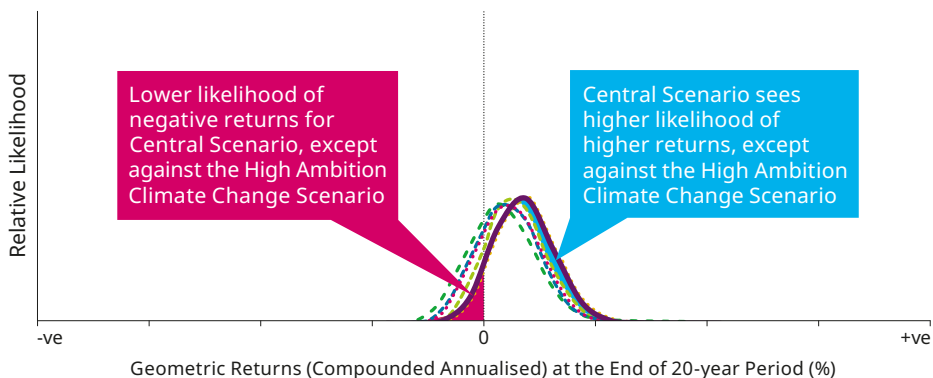 Relative Likelihood
Lower likelihood of
negative returns for
Central Scenario, except
against the High Ambition
Climate Change Scenario
Central Scenario sees
higher likelihood of
higher returns, except
against the High Ambition
Climate Change Scenario
-ve
0
+ve
Geometric Returns (Compounded Annualised) at the End of 20-year Period (%)